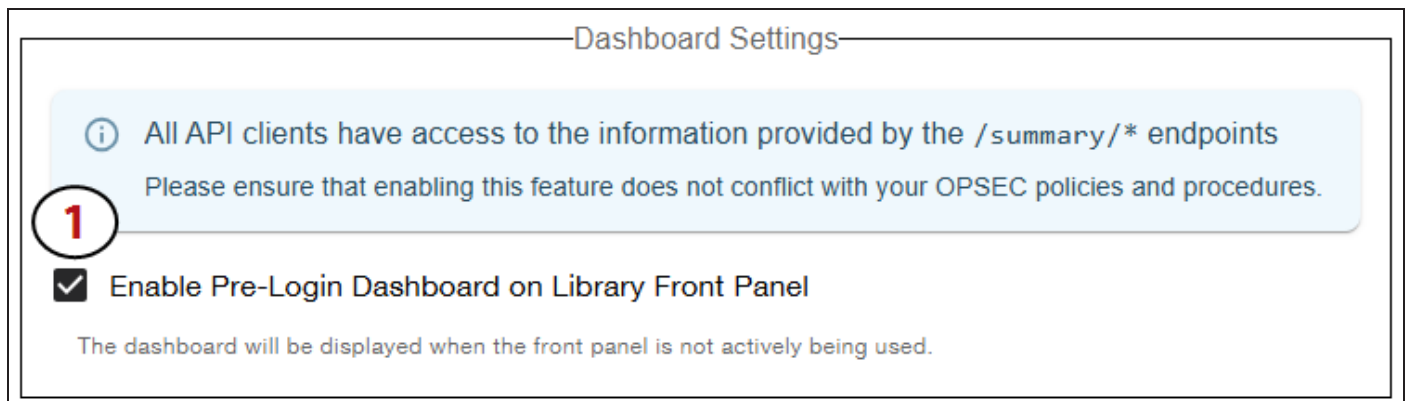 Dashboard Settings
All API clients have access to the information provided by the /summary/* endpoints
Please ensure that enabling this feature does not conflict with your OPSEC policies and procedures.
1
Enable Pre-Login Dashboard on Library Front Panel
The dashboard will be displayed when the front panel is not actively being used.